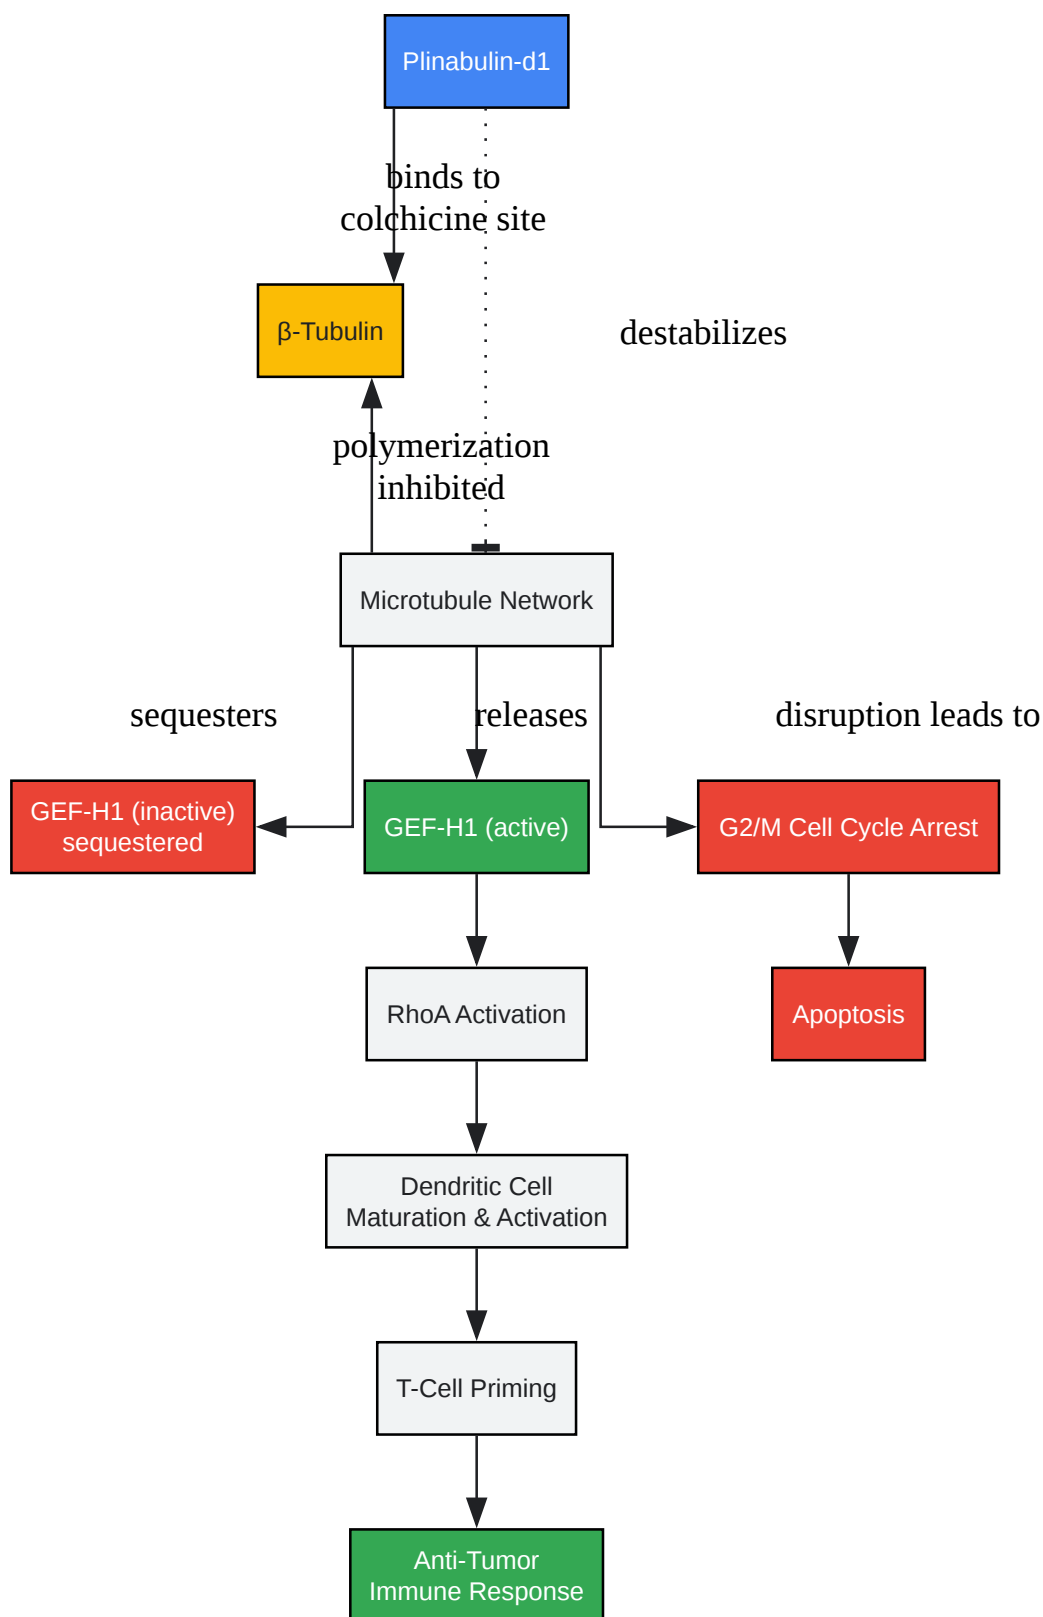 Plinabulin-d1
binds to
colchicine site
β-Tubulin
destabilizes
polymerization
inhibited
Microtubule Network
sequesters
releases
disruption leads to
GEF-H1 (inactive)
sequestered
GEF-H1 (active)
G2/M Cell Cycle Arrest
RhoA Activation
Apoptosis
Dendritic Cell
Maturation & Activation
T-Cell Priming
Anti-Tumor
Immune Response